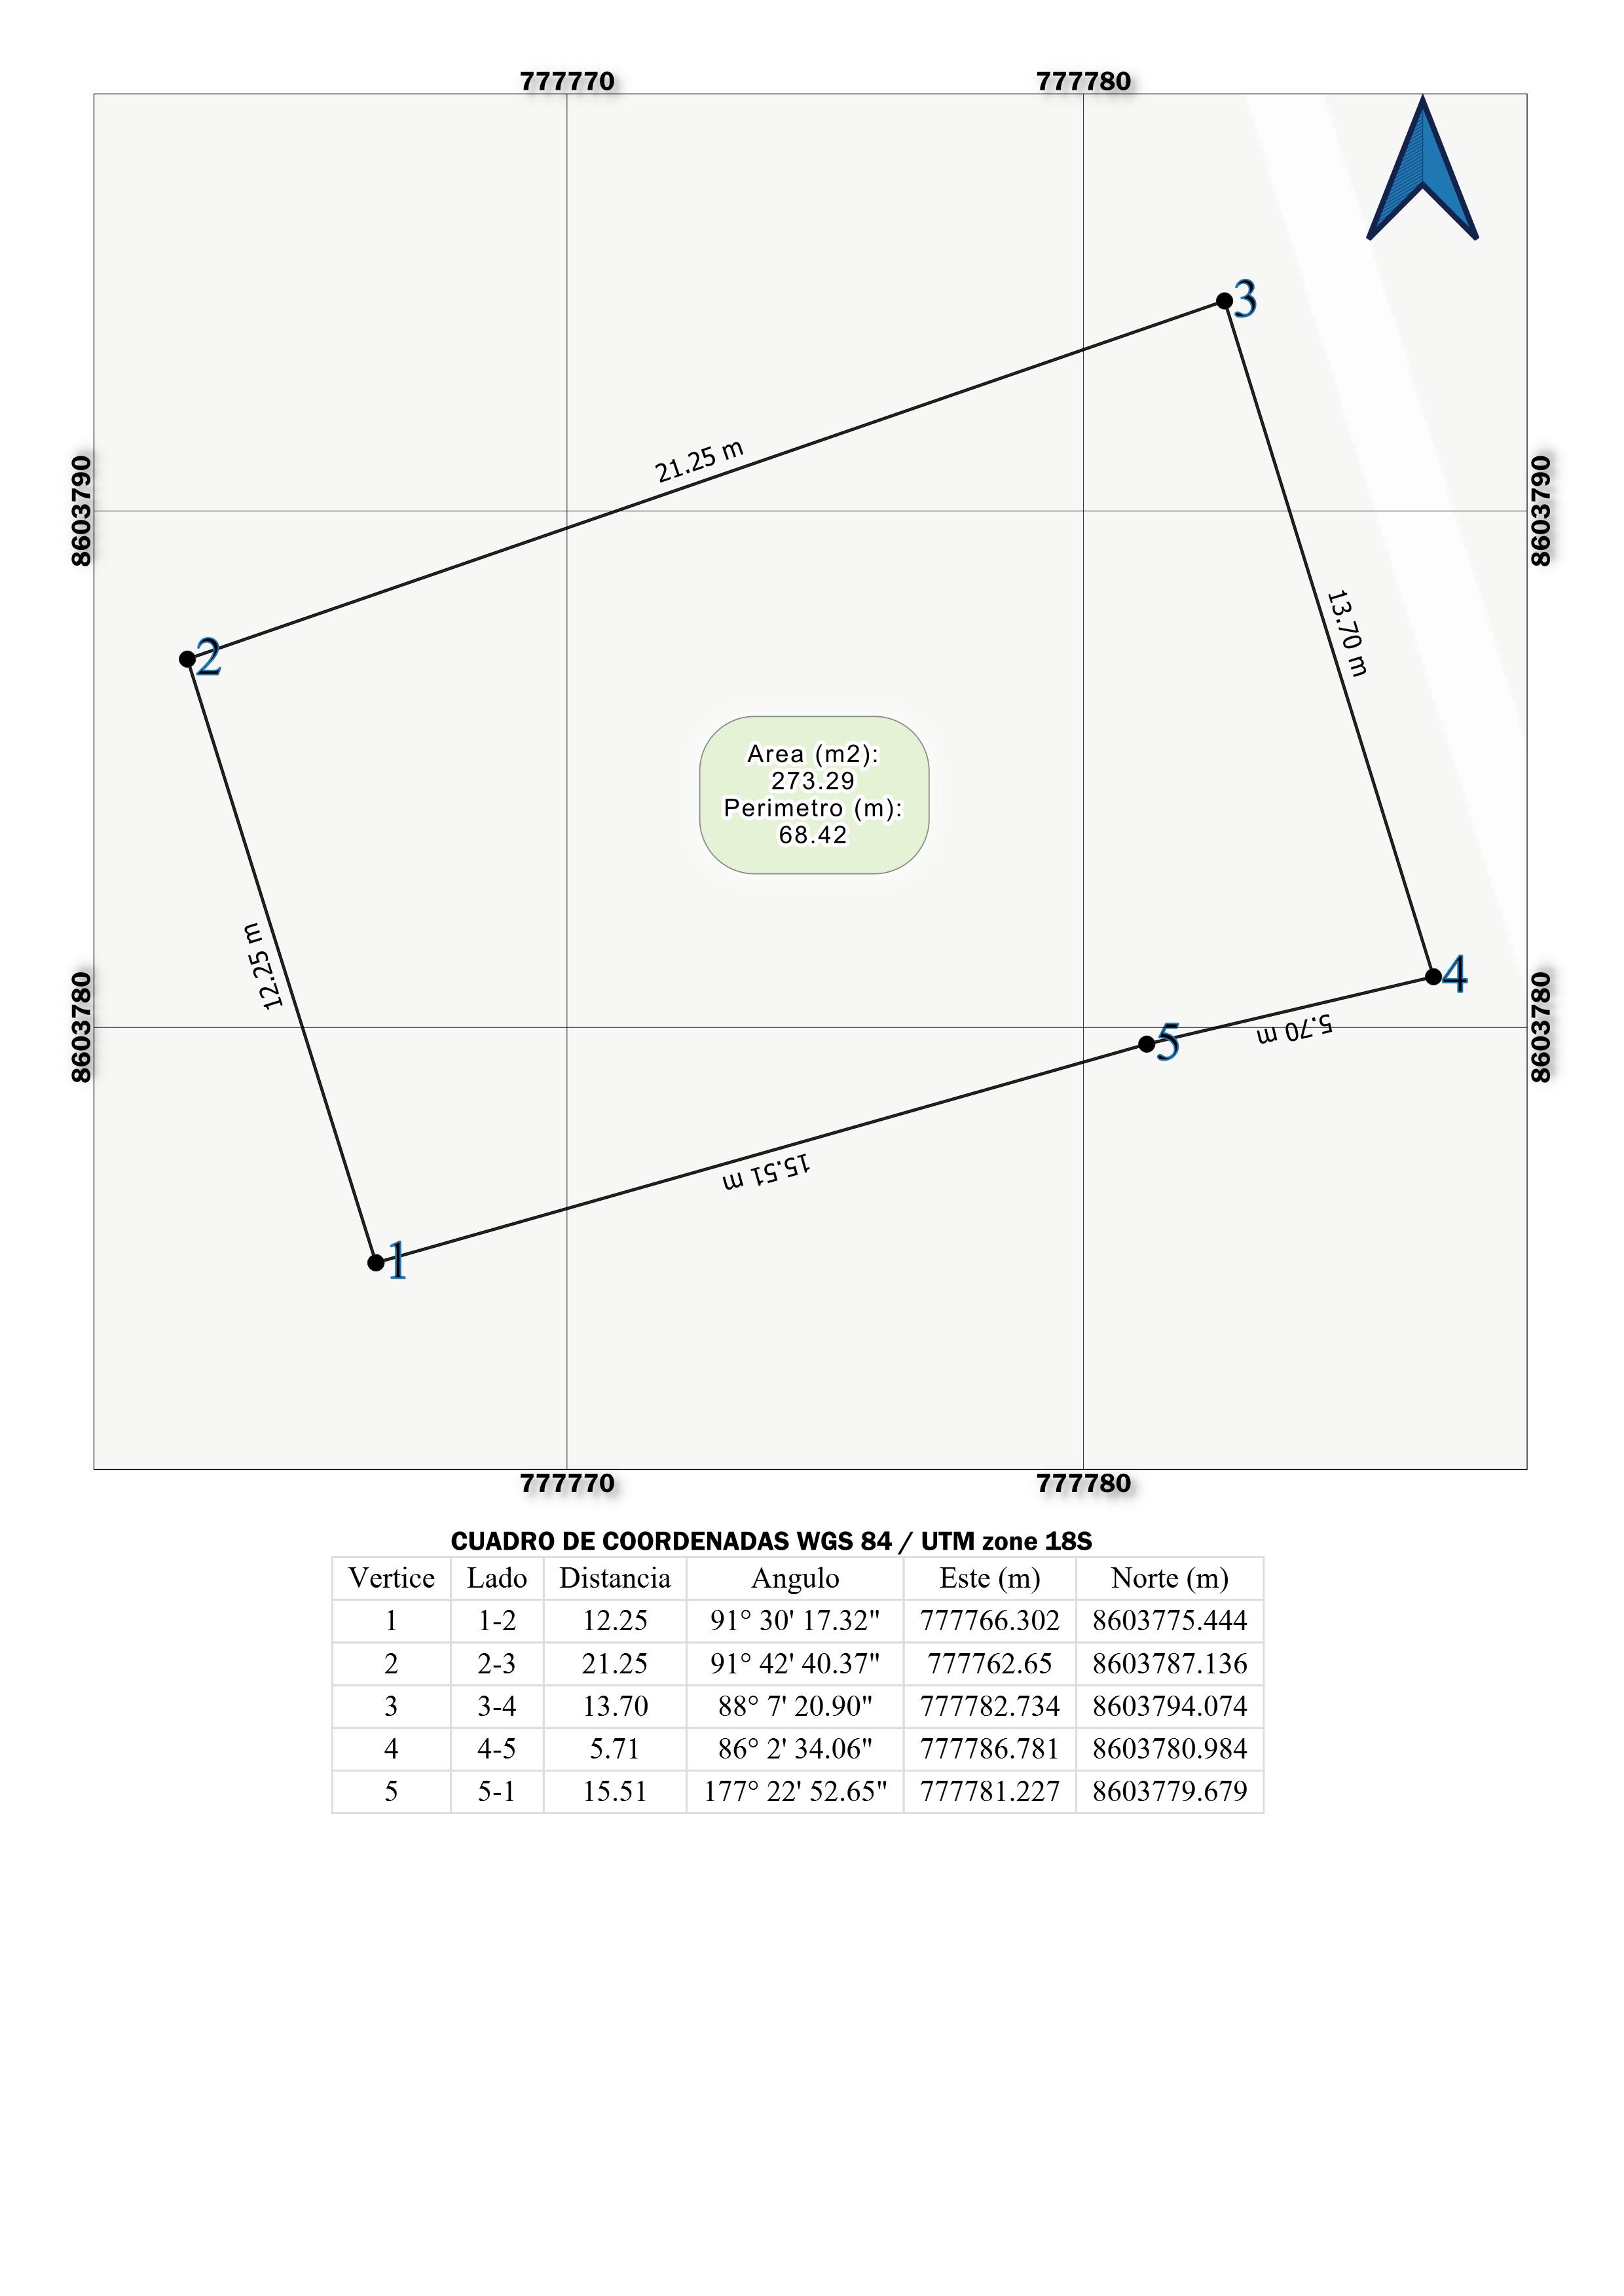 777770 777780
3
21.25 m
8603790 8603790
13.70 m
2
Area (m2):
273.29
Perimetro (m):
68.42
12.25 m
4
8603780 8603780
5.70 m
5
15.51 m
1
777770 777780
CUADRO DE COORDENADAS WGS 84 / UTM zone 18S
Vertice Lado Distancia Angulo Este (m) Norte (m)
1 1-2 12.25 91° 30' 17.32" 777766.302 8603775.444
2 2-3 21.25 91° 42' 40.37" 777762.65 8603787.136
3 3-4 13.70 88° 7' 20.90" 777782.734 8603794.074
4 4-5 5.71 86° 2' 34.06" 777786.781 8603780.984
5 5-1 15.51 177° 22' 52.65" 777781.227 8603779.679